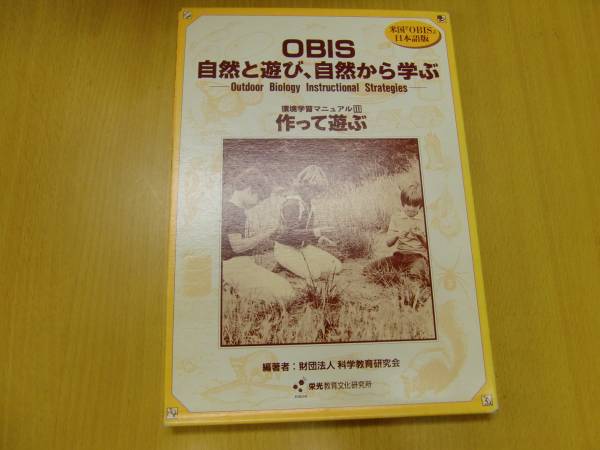 米国『OBIS』
日本語版
OBIS
自然と遊び、自然から学ぶ
Outdoor Biology Instructional Strategies
環境学習マニュアルIII
作って遊ぶ
編著者：財団法人 科学教育研究会
栄光教育文化研究所